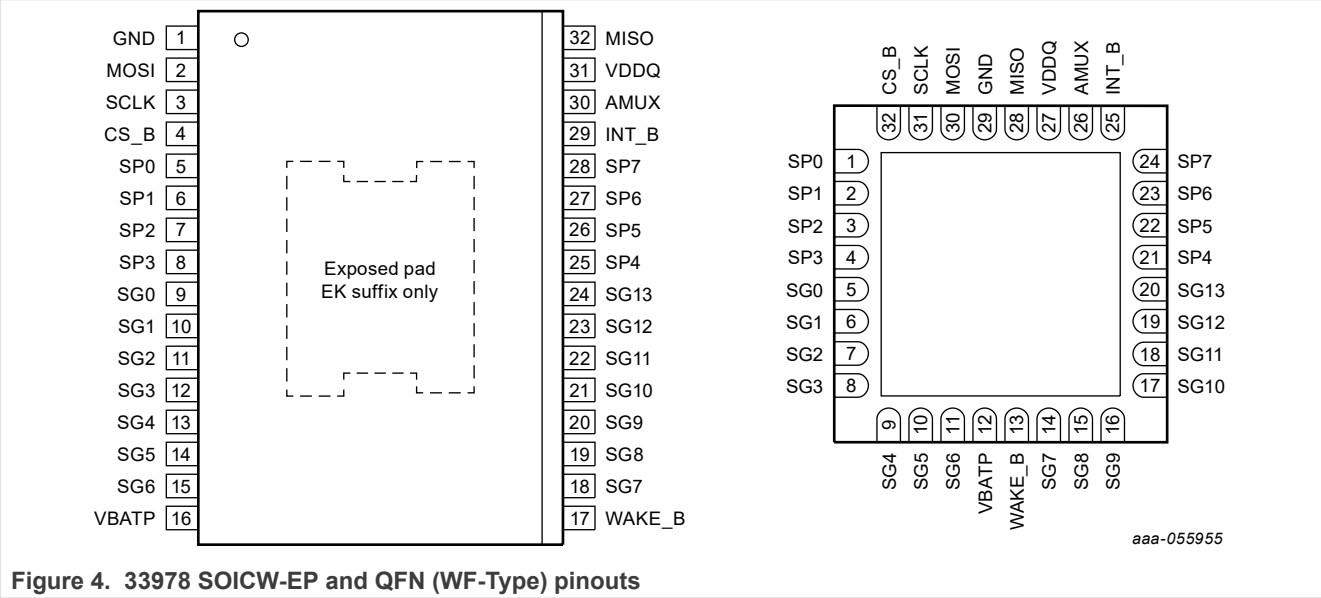 GND 1
MOSI 2
SCLK 3
CS_B 4
SP0 5
SP1 6
SP2 7
SP3 8
SG0 9
SG1 10
SG2 11
SG3 12
SG4 13
SG5 14
SG6 15
VBATP 16
Exposed pad
EK suffix only
32 MISO
31 VDDQ
30 AMUX
29 INT_B
28 SP7
27 SP6
26 SP5
25 SP4
24 SG13
23 SG12
22 SG11
21 SG10
20 SG9
19 SG8
18 SG7
17 WAKE_B
CS_B SCLK MOSI GND MISO VDDQ AMUX INT_B
32 31 30 29 28 27 26 25
SP0 1
SP1 2
SP2 3
SP3 4
SG0 5
SG1 6
SG2 7
SG3 8
24 SP7
23 SP6
22 SP5
21 SP4
20 SG13
19 SG12
18 SG11
17 SG10
9 10 11 12 13 14 15 16
SG4 SG5 SG6 VBATP WAKE_B SG7 SG8 SG9
aaa-055955
Figure 4. 33978 SOICW-EP and QFN (WF-Type) pinouts